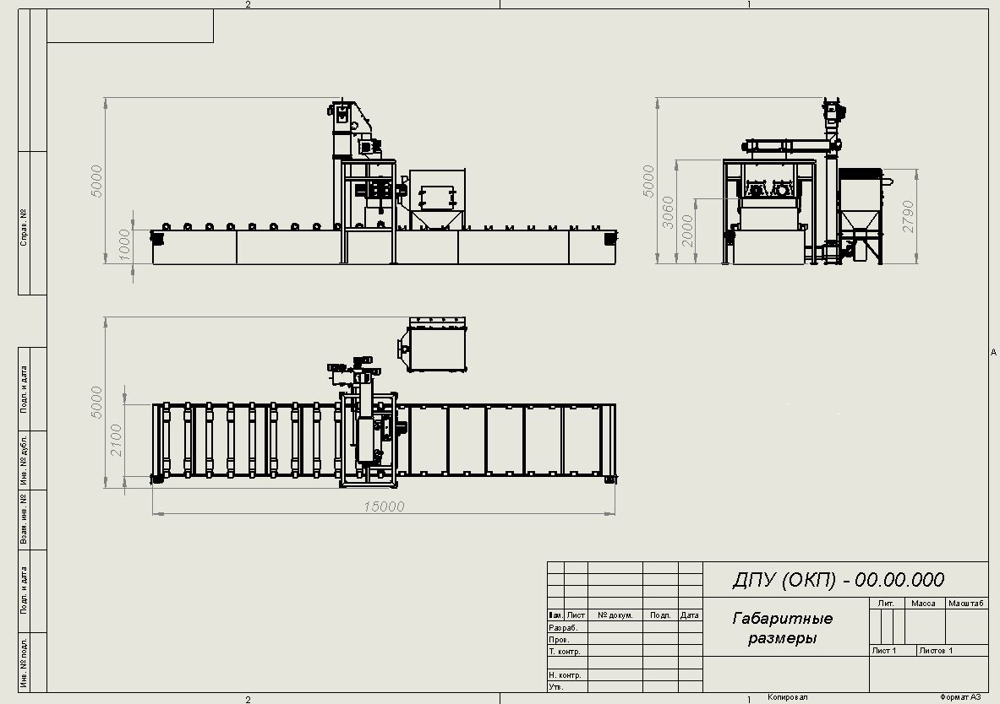 2
1
Справ. №
Подп. и дата
Инв. № дубл.
Взам. инв. №
Подп. и дата
Инв. № подл.
5000
1000
5000
3060
2000
2790
5000
2100
15000
А
ДПУ (ОКП) - 00.00.000
Габаритные
размеры
Лит.
Масса
Масштаб
Изм.
Лист
№ докум.
Подп.
Дата
Разраб.
Пров.
Т. контр.
Н. контр.
Утв.
Лист 1
Листов 1
2
1
Копировал
Формат А3